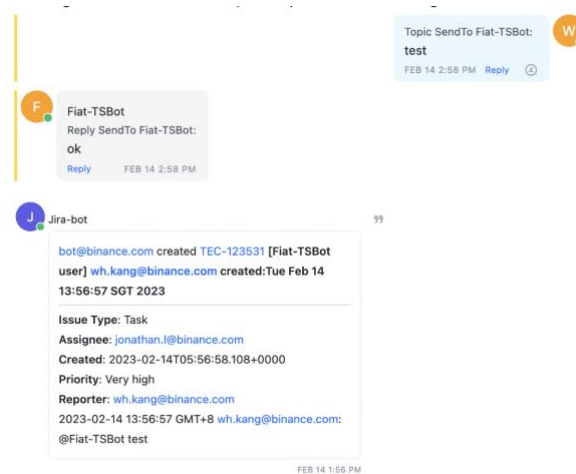 Topic SendTo Fiat-TSBot:
W
test
FEB 14 2:58 PM Reply 4
F
Fiat-TSBot
Reply SendTo Fiat-TSBot:
ok
Reply FEB 14 2:58 PM
J
Jira-bot
bot@binance.com created TEC-123531 [Fiat-TSBot
user] wh.kang@binance.com created:Tue Feb 14
13:56:57 SGT 2023
Issue Type: Task
Assignee: jonathan.l@binance.com
Created: 2023-02-14T05:56:58.108+0000
Priority: Very high
Reporter: wh.kang@binance.com
2023-02-14 13:56:57 GMT+8 wh.kang@binance.com:
@Fiat-TSBot test
FEB 14 1:56 PM